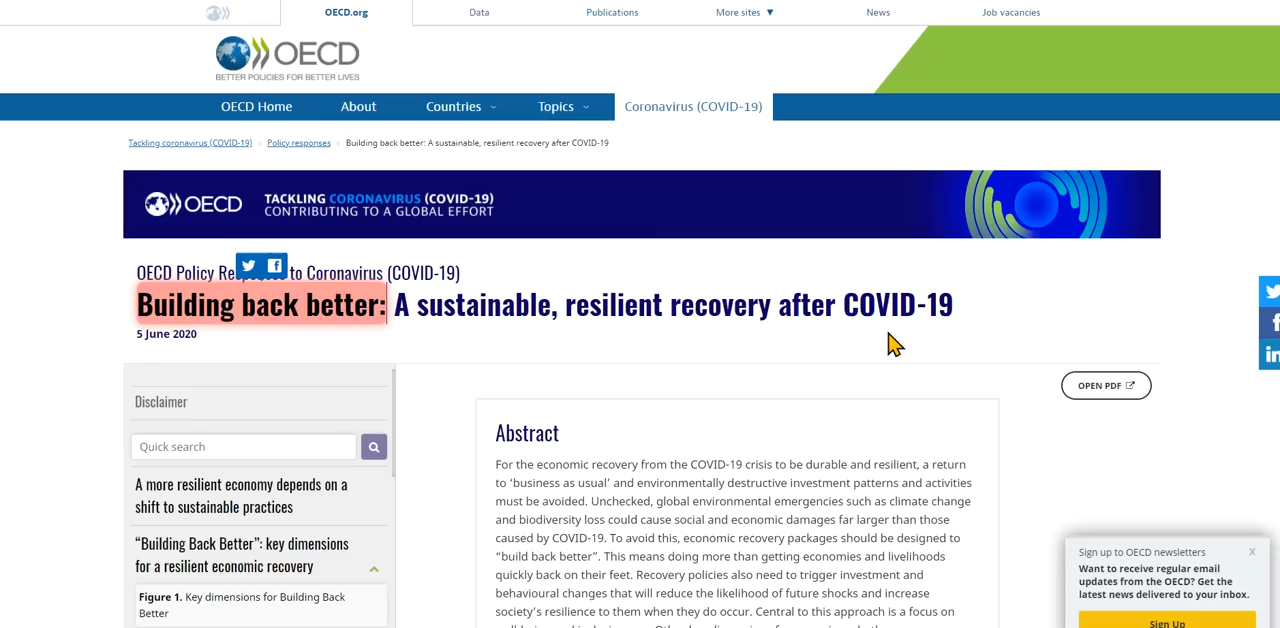 OECD.org
Data
Publications
More sites ▼
News
Job vacancies
OECD
BETTER POLICIES FOR BETTER LIVES
OECD Home
About
Countries
Topics
Coronavirus (COVID-19)
Tackling coronavirus (COVID-19) › Policy responses › Building back better: A sustainable, resilient recovery after COVID-19
OECD
TACKLING CORONAVIRUS (COVID-19)
CONTRIBUTING TO A GLOBAL EFFORT
OECD Policy to Coronavirus (COVID-19)
Building back better: A sustainable, resilient recovery after COVID-19
5 June 2020
OPEN PDF
Disclaimer
Quick search
A more resilient economy depends on a
shift to sustainable practices
“Building Back Better”: key dimensions
for a resilient economic recovery
Figure 1. Key dimensions for Building Back
Better
Abstract
For the economic recovery from the COVID-19 crisis to be durable and resilient, a return
to ‘business as usual’ and environmentally destructive investment patterns and activities
must be avoided. Unchecked, global environmental emergencies such as climate change
and biodiversity loss could cause social and economic damages far larger than those
caused by COVID-19. To avoid this, economic recovery packages should be designed to
“build back better”. This means doing more than getting economies and livelihoods
quickly back on their feet. Recovery policies also need to trigger investment and
behavioural changes that will reduce the likelihood of future shocks and increase
society’s resilience to them when they do occur. Central to this approach is a focus on
Sign up to OECD newsletters
X
Want to receive regular email
updates from the OECD? Get the
latest news delivered to your inbox.
Sign Up